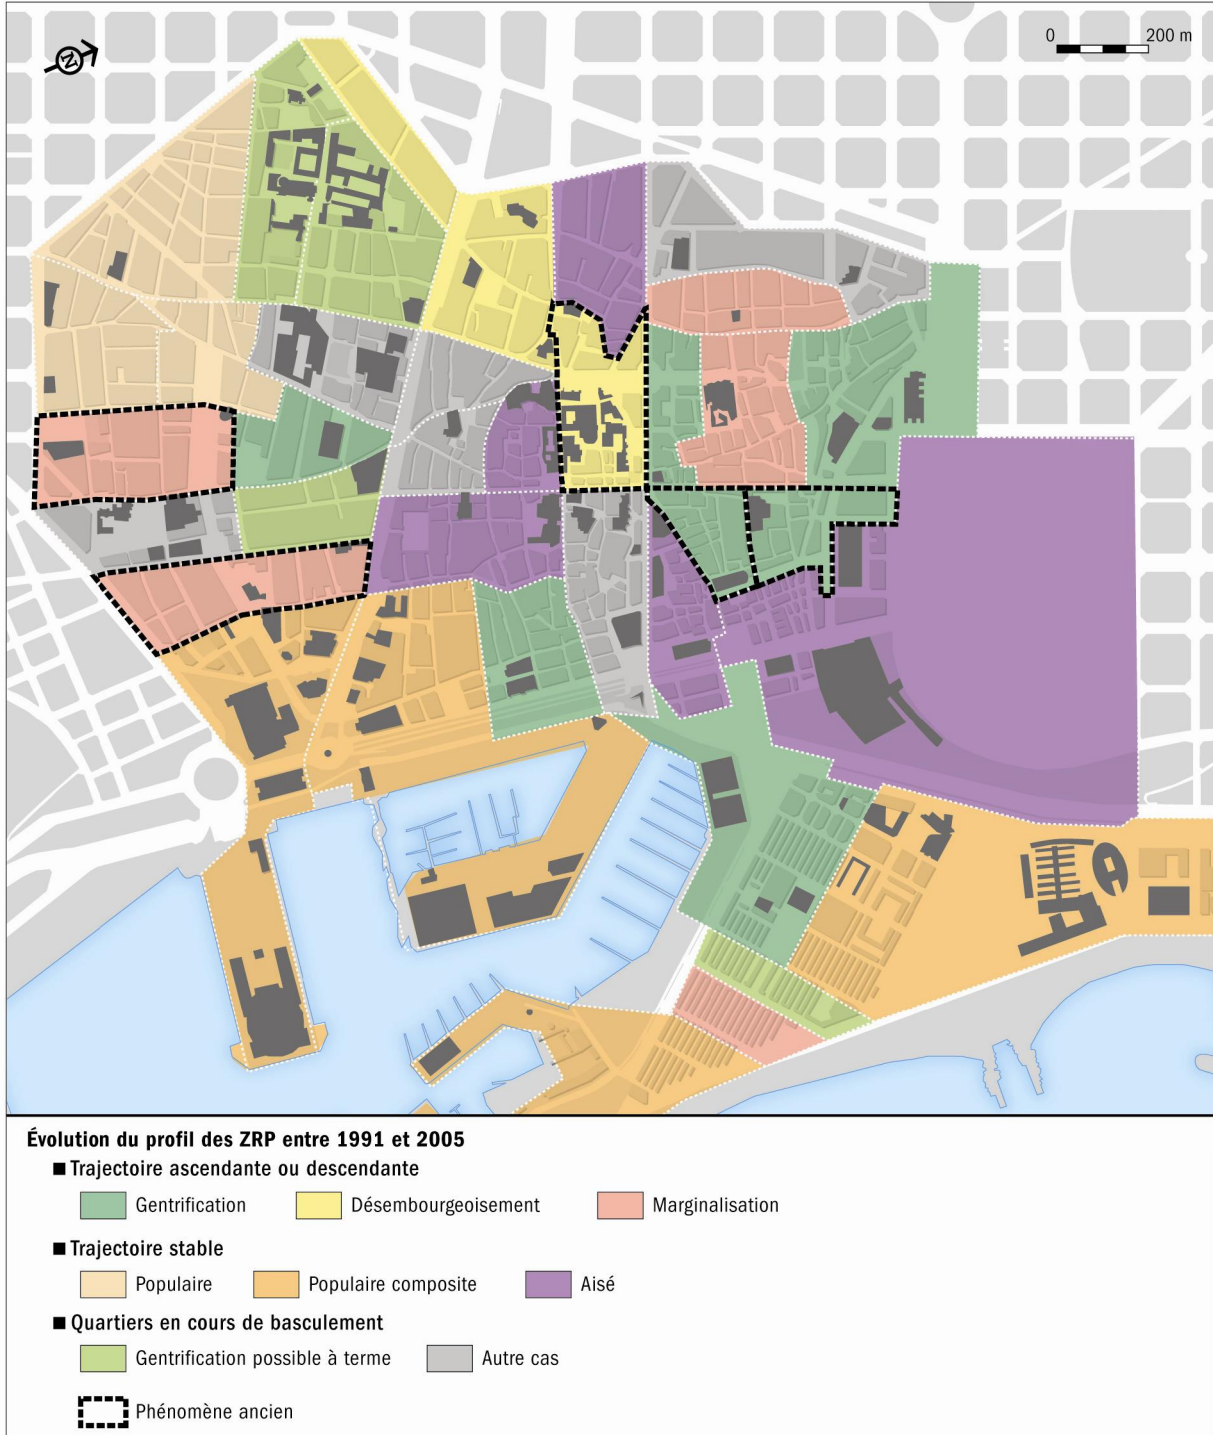 N
0 200 m
Évolution du profil des ZRP entre 1991 et 2005
Trajectoire ascendante ou descendante
Gentrification Désembourgeoisement Marginalisation
Trajectoire stable
Populaire Populaire composite Aisé
Quartiers en cours de basculement
Gentrification possible à terme Autre cas
Phénomène ancien